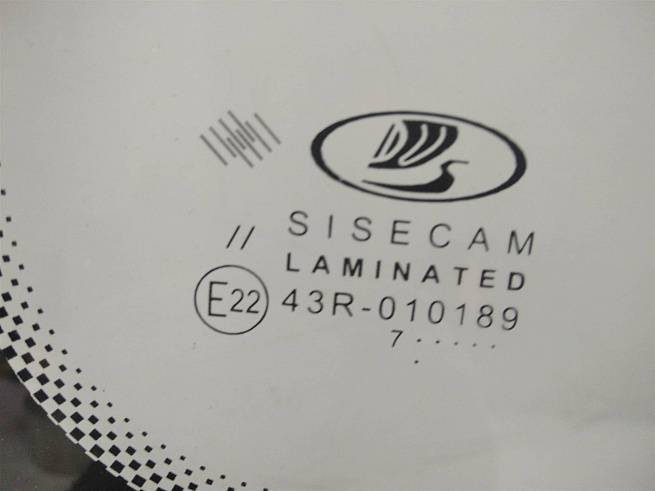 SISECAM
//
LAMINATED
E22 43R-010189
7 .....
.